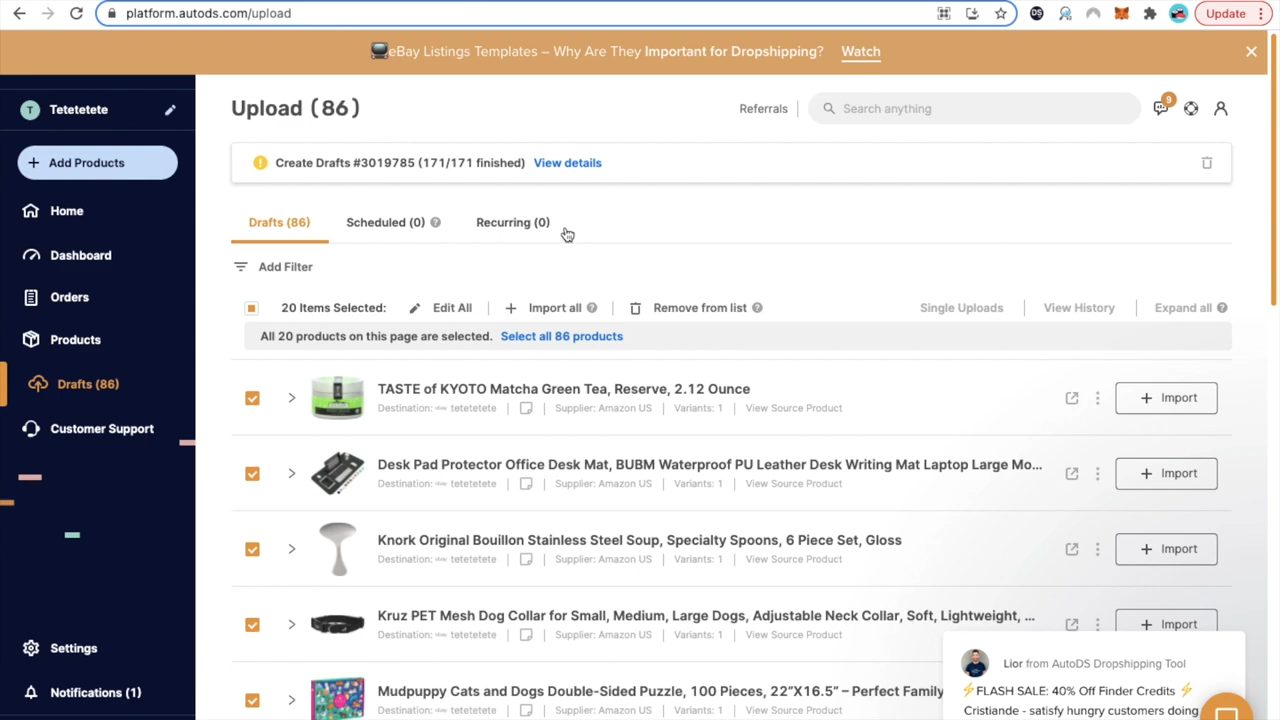 platform.autods.com/upload
Update
eBay Listings Templates – Why Are They Important for Dropshipping? Watch
T Tetetetete
+ Add Products
Home
Dashboard
Orders
Products
Drafts (86)
Customer Support
Settings
Notifications (1)
Upload (86)
Referrals
Search anything
9
Create Drafts #3019785 (171/171 finished) View details
Drafts (86) Scheduled (0) Recurring (0)
Add Filter
20 Items Selected: Edit All + Import all Remove from list Single Uploads View History Expand all
All 20 products on this page are selected. Select all 86 products
TASTE of KYOTO Matcha Green Tea, Reserve, 2.12 Ounce
Destination: tetetetete Supplier: Amazon US Variants: 1 View Source Product
+ Import
Desk Pad Protector Office Desk Mat, BUBM Waterproof PU Leather Desk Writing Mat Laptop Large Mo...
Destination: tetetetete Supplier: Amazon US Variants: 1 View Source Product
+ Import
Knork Original Bouillon Stainless Steel Soup, Specialty Spoons, 6 Piece Set, Gloss
Destination: tetetetete Supplier: Amazon US Variants: 1 View Source Product
+ Import
Kruz PET Mesh Dog Collar for Small, Medium, Large Dogs, Adjustable Neck Collar, Soft, Lightweight, ...
Destination: tetetetete Supplier: Amazon US Variants: 1 View Source Product
+ Import
Mudpuppy Cats and Dogs Double-Sided Puzzle, 100 Pieces, 22”X16.5” – Perfect Family
Destination: tetetetete Supplier: Amazon US Variants: 1 View Source Product
Lior from AutoDS Dropshipping Tool
⚡FLASH SALE: 40% Off Finder Credits ⚡
Cristiande - satisfy hungry customers doing